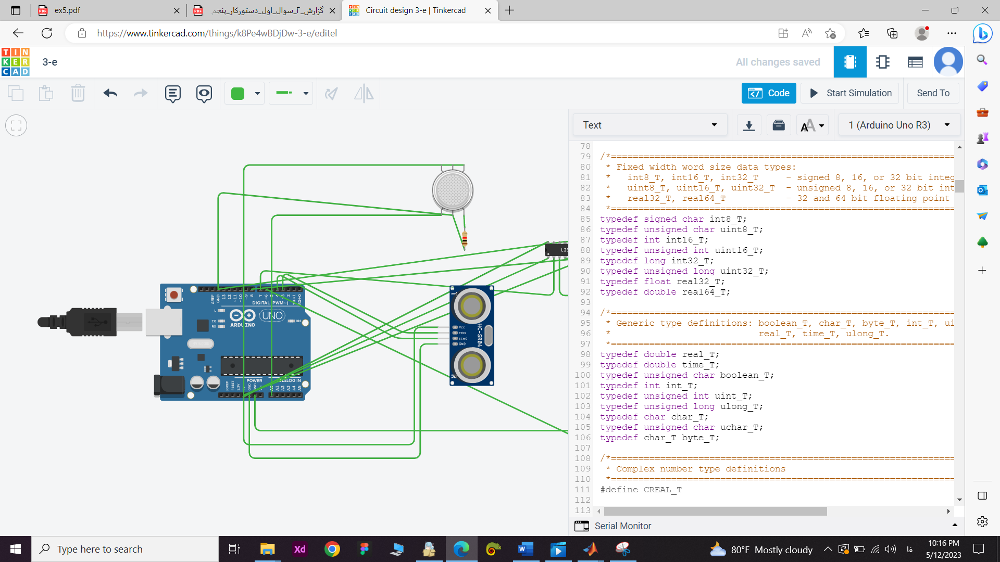 ex5.pdf
گزارش_۲_سوال_اول_دستورکار_پنجم
Circuit design 3-e | Tinkercad
https://www.tinkercad.com/things/k8Pe4wBDjDw-3-e/editel
TIN
KER
CAD
3-e
All changes saved
Code
Start Simulation
Send To
Text
1 (Arduino Uno R3)
78
79 /*===============================================================
80 * Fixed width word size data types:
81 * int8_T, int16_T, int32_T - signed 8, 16, or 32 bit integ
82 * uint8_T, uint16_T, uint32_T - unsigned 8, 16, or 32 bit int
83 * real32_T, real64_T - 32 and 64 bit floating point
84 *===============================================================
85 typedef signed char int8_T;
86 typedef unsigned char uint8_T;
87 typedef int int16_T;
88 typedef unsigned int uint16_T;
89 typedef long int32_T;
90 typedef unsigned long uint32_T;
91 typedef float real32_T;
92 typedef double real64_T;
93
94 /*===============================================================
95 * Generic type definitions: boolean_T, char_T, byte_T, int_T, ui
96 * real_T, time_T, ulong_T.
97 *===============================================================
98 typedef double real_T;
99 typedef double time_T;
100 typedef unsigned char boolean_T;
101 typedef int int_T;
102 typedef unsigned int uint_T;
103 typedef unsigned long ulong_T;
104 typedef char char_T;
105 typedef unsigned char uchar_T;
106 typedef char_T byte_T;
107
108 /*===============================================================
109 * Complex number type definitions
110 *===============================================================
111 #define CREAL_T
112
113
Serial Monitor
L29
AREF
GND
13
12
~11
~10
~9
8
7
~6
4
~3
2
TX→1
RX←0
DIGITAL (PWM~)
L
TX
RX
UNO
ON
ARDUINO
HC-SR04
VCC
TRIG
ECHO
GND
R
POWER
ANALOG IN
IOREF
RESET
3.3V
GND
GND
A1
A2
A3
A4
A5
Type here to search
Xd
80°F Mostly cloudy
فا
10:16 PM
5/12/2023